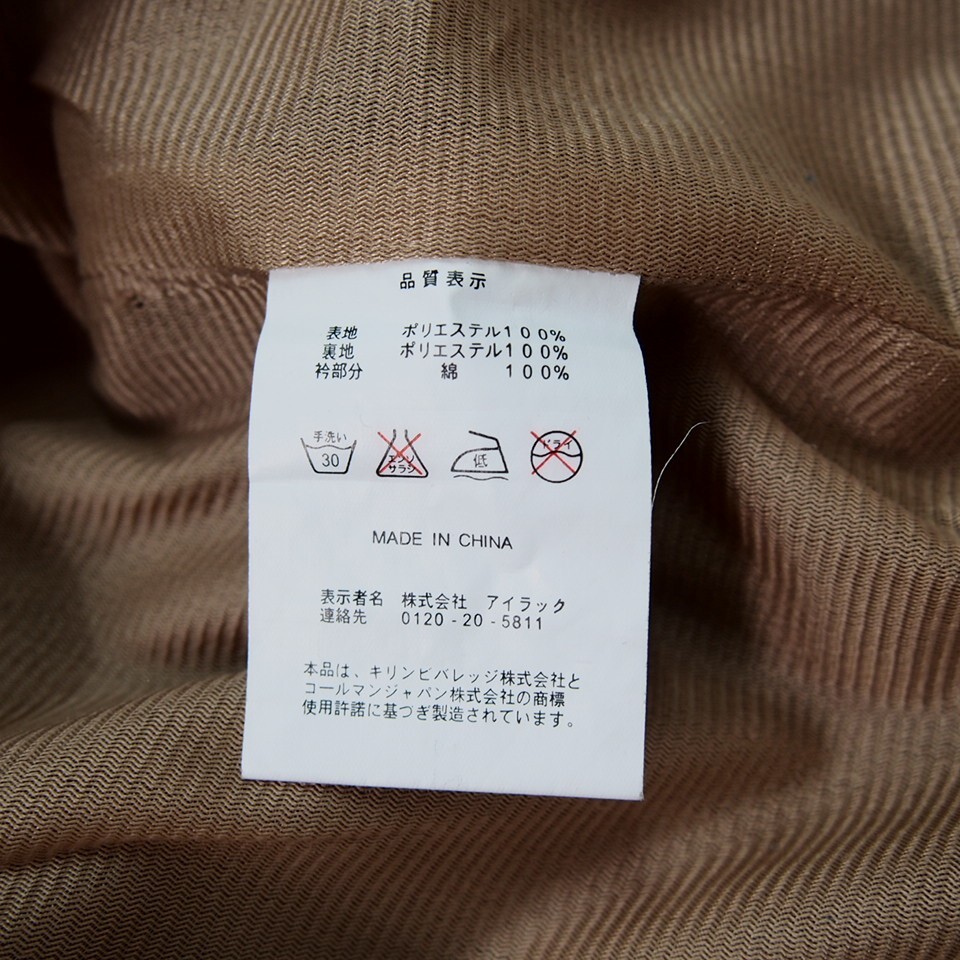 品質表示
表地 ポリエステル100%
裏地 ポリエステル100%
衿部分 綿 100%
手洗い 30 エンソサラシ 低 ドライ
MADE IN CHINA
表示者名 株式会社 アイラック
連絡先 0120-20-5811
本品は、キリンビバレッジ株式会社と
コールマンジャパン株式会社の商標
使用許諾に基づぎ製造されています。